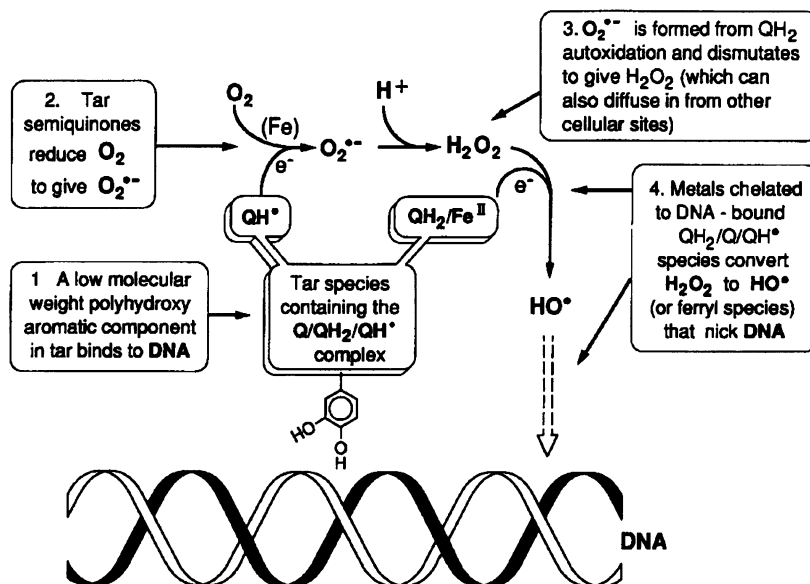 2. Tar
semiquinones
reduce O₂
to give O₂•-
O₂
(Fe)
e-
O₂•-
H+
H₂O₂
3. O₂•- is formed from QH₂
autoxidation and dismutates
to give H₂O₂ (which can
also diffuse in from other
cellular sites)
QH•
QH₂/Feᴵᴵ
e-
4. Metals chelated
to DNA - bound
QH₂/Q/QH•
species convert
H₂O₂ to HO•
(or ferryl species)
that nick DNA
1 A low molecular
weight polyhydroxy
aromatic component
in tar binds to DNA
Tar species
containing the
Q/QH₂/QH•
complex
HO•
HO
O
H
DNA